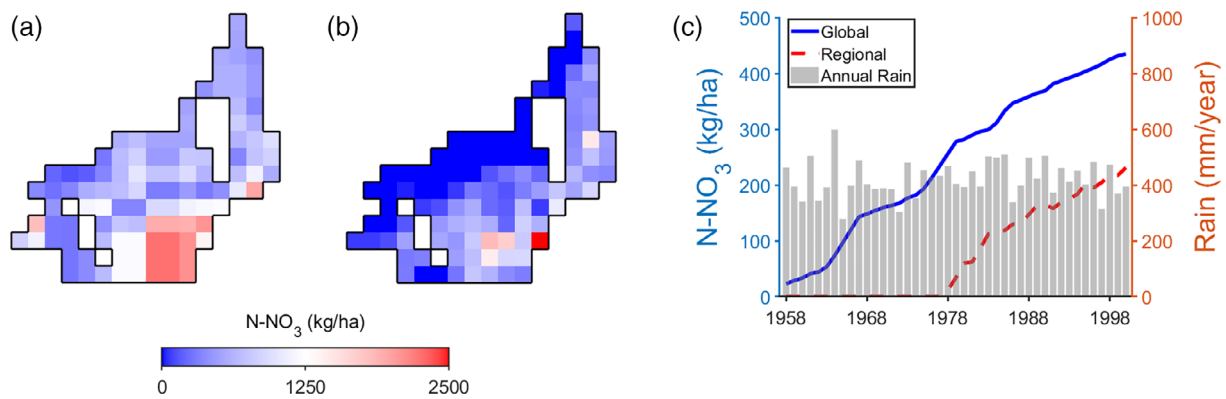 (a)
(b)
(c)
N-NO3 (kg/ha)
0
1250
2500
N-NO3 (kg/ha)
500
400
300
200
100
0
Global
Regional
Annual Rain
1958
1968
1978
1988
1998
1000
800
600
400
200
0
Rain (mm/year)